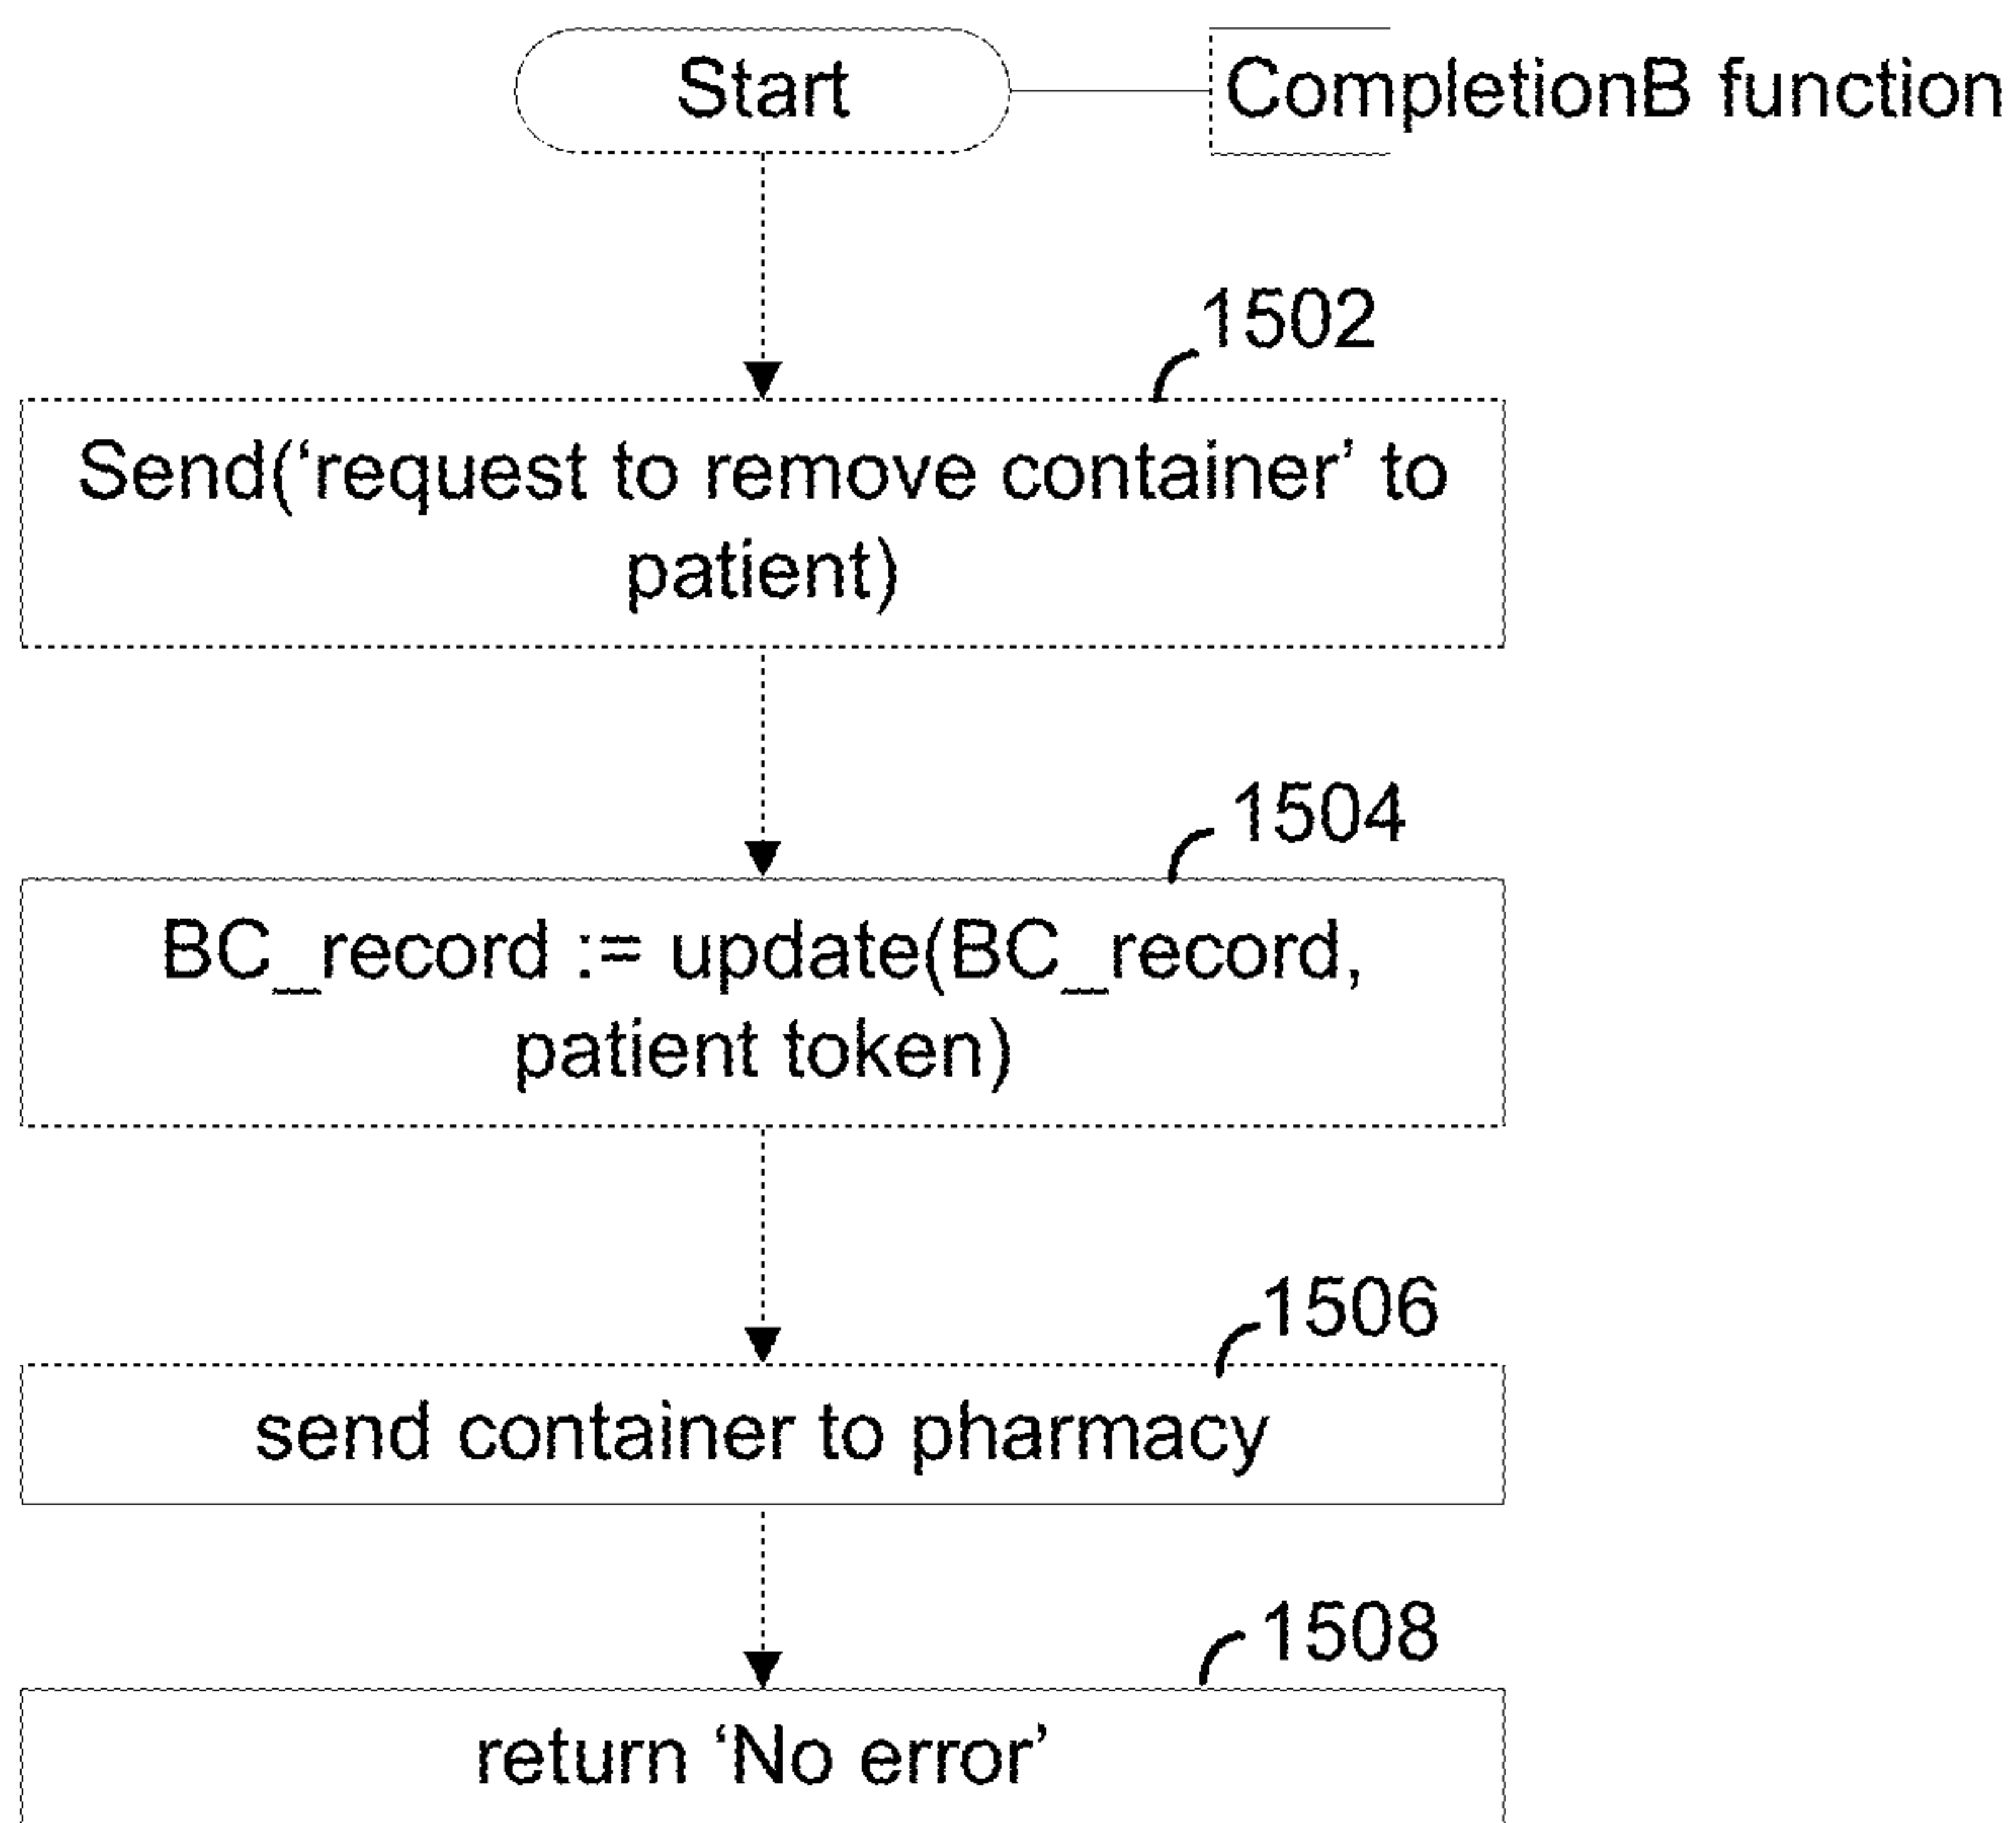 Start
CompletionB function
1502
Send(‘request to remove container’ to
patient)
1504
BC_record := update(BC_record,
patient token)
1506
send container to pharmacy
1508
return ‘No error’